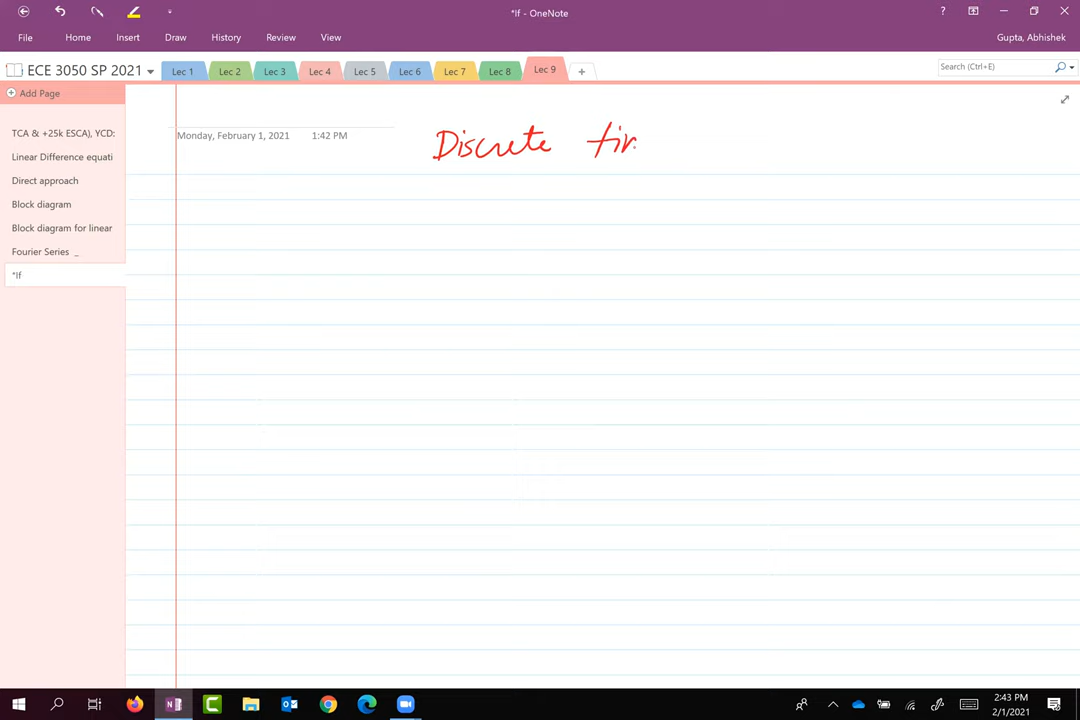 *If - OneNote
?
File Home Insert Draw History Review View
Gupta, Abhishek
ECE 3050 SP 2021
Lec 1 Lec 2 Lec 3 Lec 4 Lec 5 Lec 6 Lec 7 Lec 8 Lec 9 +
Search (Ctrl+E)
Add Page
TCA & +25k ESCA), YCD:
Linear Difference equati
Direct approach
Block diagram
Block diagram for linear
Fourier Series _
*If
Monday, February 1, 2021 1:42 PM
Discrete
2:43 PM
2/1/2021